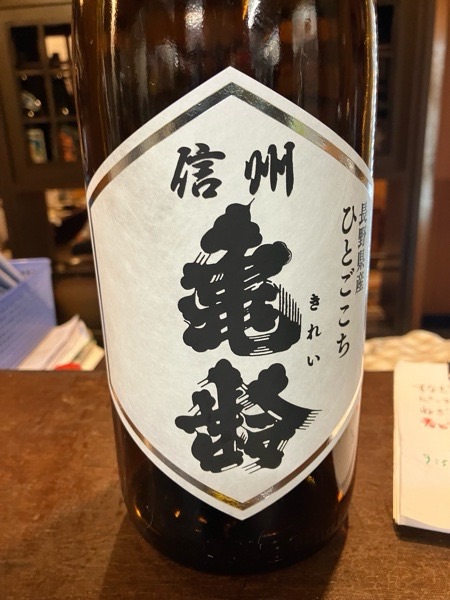 信州
亀齢
きれい
長野県産
ひとごこち